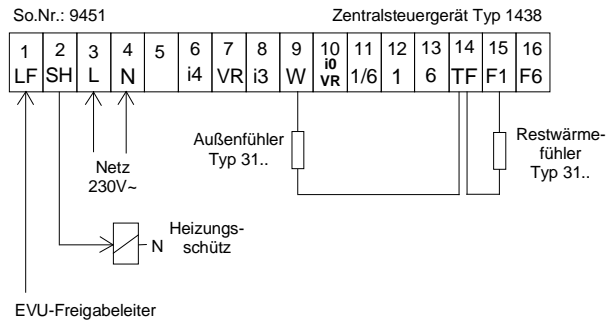 So.Nr.: 9451 Zentralsteuergerät Typ 1438
1 2 3 4 5 6 7 8 9 10 11 12 13 14 15 16
LF SH L N i4 VR i3 W i0 VR 1/6 1 6 TF F1 F6
Außenfühler
Typ 31..
Restwärme-
fühler
Typ 31..
Netz
230V~
Heizungs-
schütz
N
EVU-Freigabeleiter